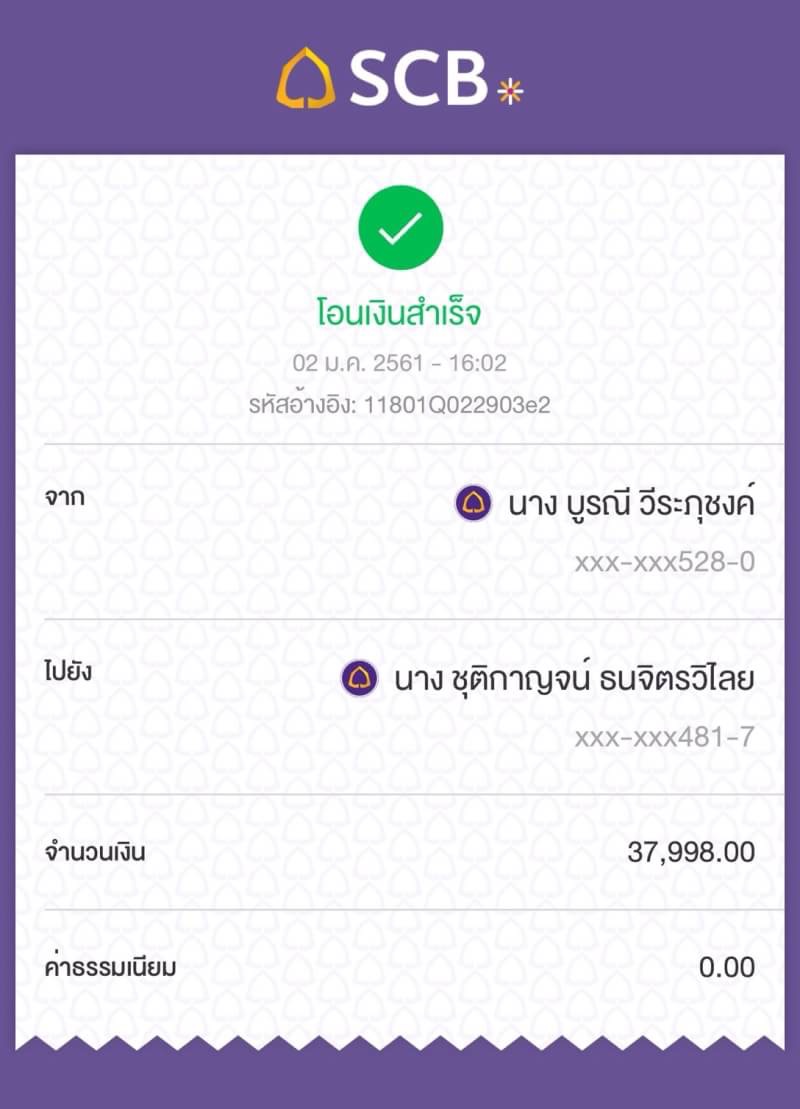 SCB
โอนเงินสำเร็จ
02 ม.ค. 2561 - 16:02
รหัสอ้างอิง: 11801Q022903e2
จาก
นาง บูรณี วีระภุชงค์
xxx-xxx528-0
ไปยัง
นาง ชุติกาญจน์ ธนจิตรวิไลย
xxx-xxx481-7
จำนวนเงิน 37,998.00
ค่าธรรมเนียม 0.00